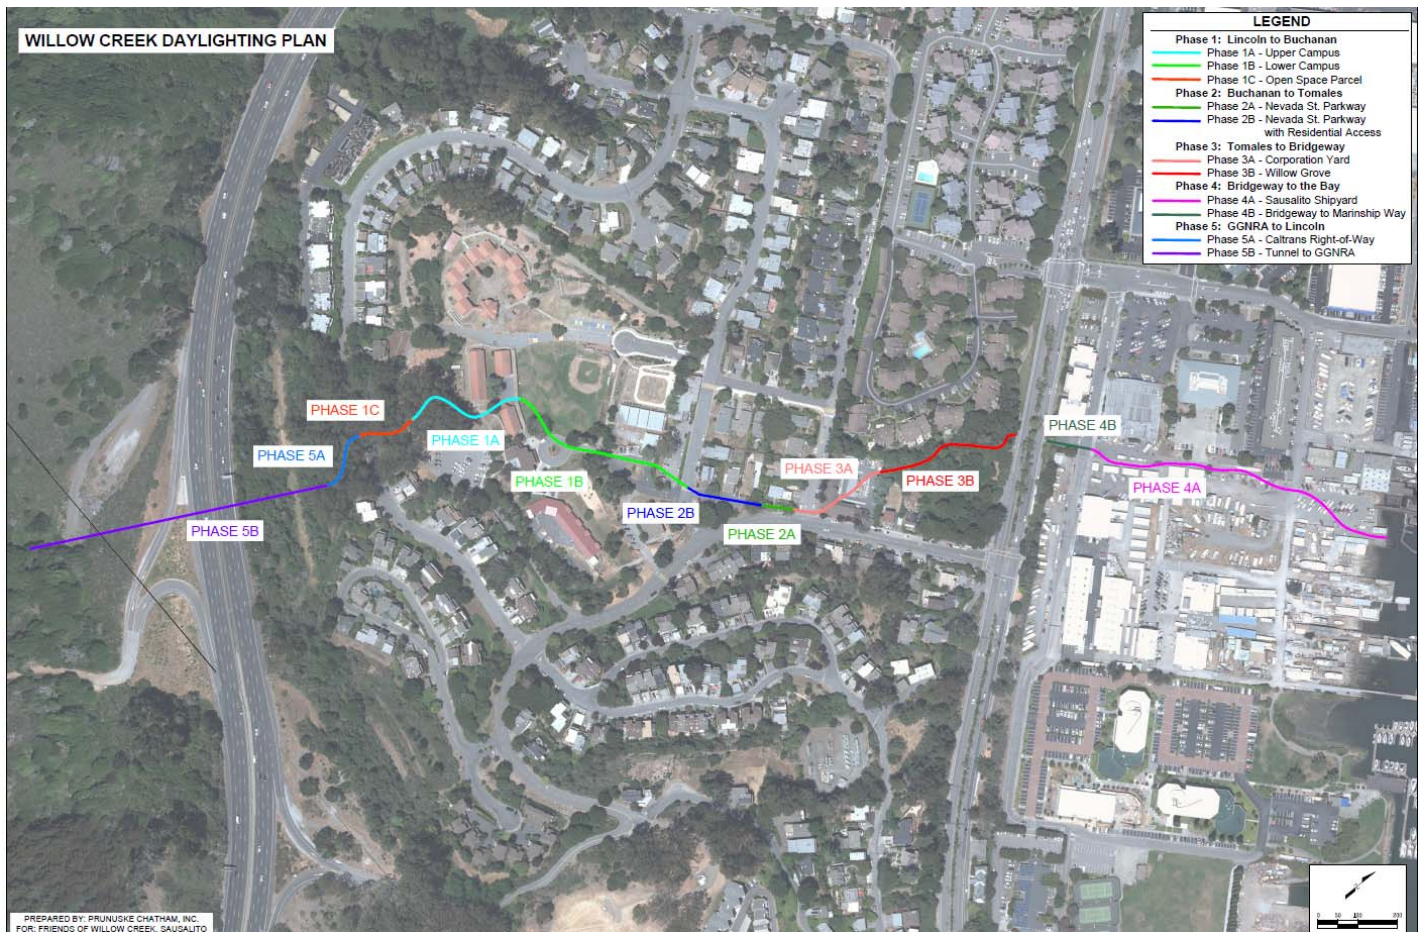 WILLOW CREEK DAYLIGHTING PLAN
LEGEND
Phase 1: Lincoln to Buchanan
Phase 1A - Upper Campus
Phase 1B - Lower Campus
Phase 1C - Open Space Parcel
Phase 2: Buchanan to Tomales
Phase 2A - Nevada St. Parkway
Phase 2B - Nevada St. Parkway
with Residential Access
Phase 3: Tomales to Bridgeway
Phase 3A - Corporation Yard
Phase 3B - Willow Grove
Phase 4: Bridgeway to the Bay
Phase 4A - Sausalito Shipyard
Phase 4B - Bridgeway to Marinship Way
Phase 5: GGNRA to Lincoln
Phase 5A - Caltrans Right-of-Way
Phase 5B - Tunnel to GGNRA
PHASE 1C
PHASE 5A
PHASE 1A
PHASE 1B
PHASE 5B
PHASE 2B
PHASE 2A
PHASE 3A
PHASE 3B
PHASE 4B
PHASE 4A
PREPARED BY: PRUNUSKE CHATHAM, INC.
FOR: FRIENDS OF WILLOW CREEK, SAUSALITO
0 50 100 200